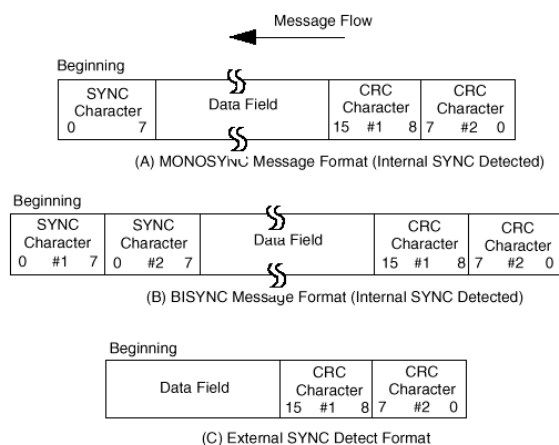 Message Flow
Beginning
SYNC Character 0 7
Data Field
CRC Character 15 #1 8
CRC Character 7 #2 0
(A) MONOSYNC Message Format (Internal SYNC Detected)
Beginning
SYNC Character 0 #1 7
SYNC Character 0 #2 7
Data Field
CRC Character 15 #1 8
CRC Character 7 #2 0
(B) BISYNC Message Format (Internal SYNC Detected)
Beginning
Data Field
CRC Character 15 #1 8
CRC Character 7 #2 0
(C) External SYNC Detect Format